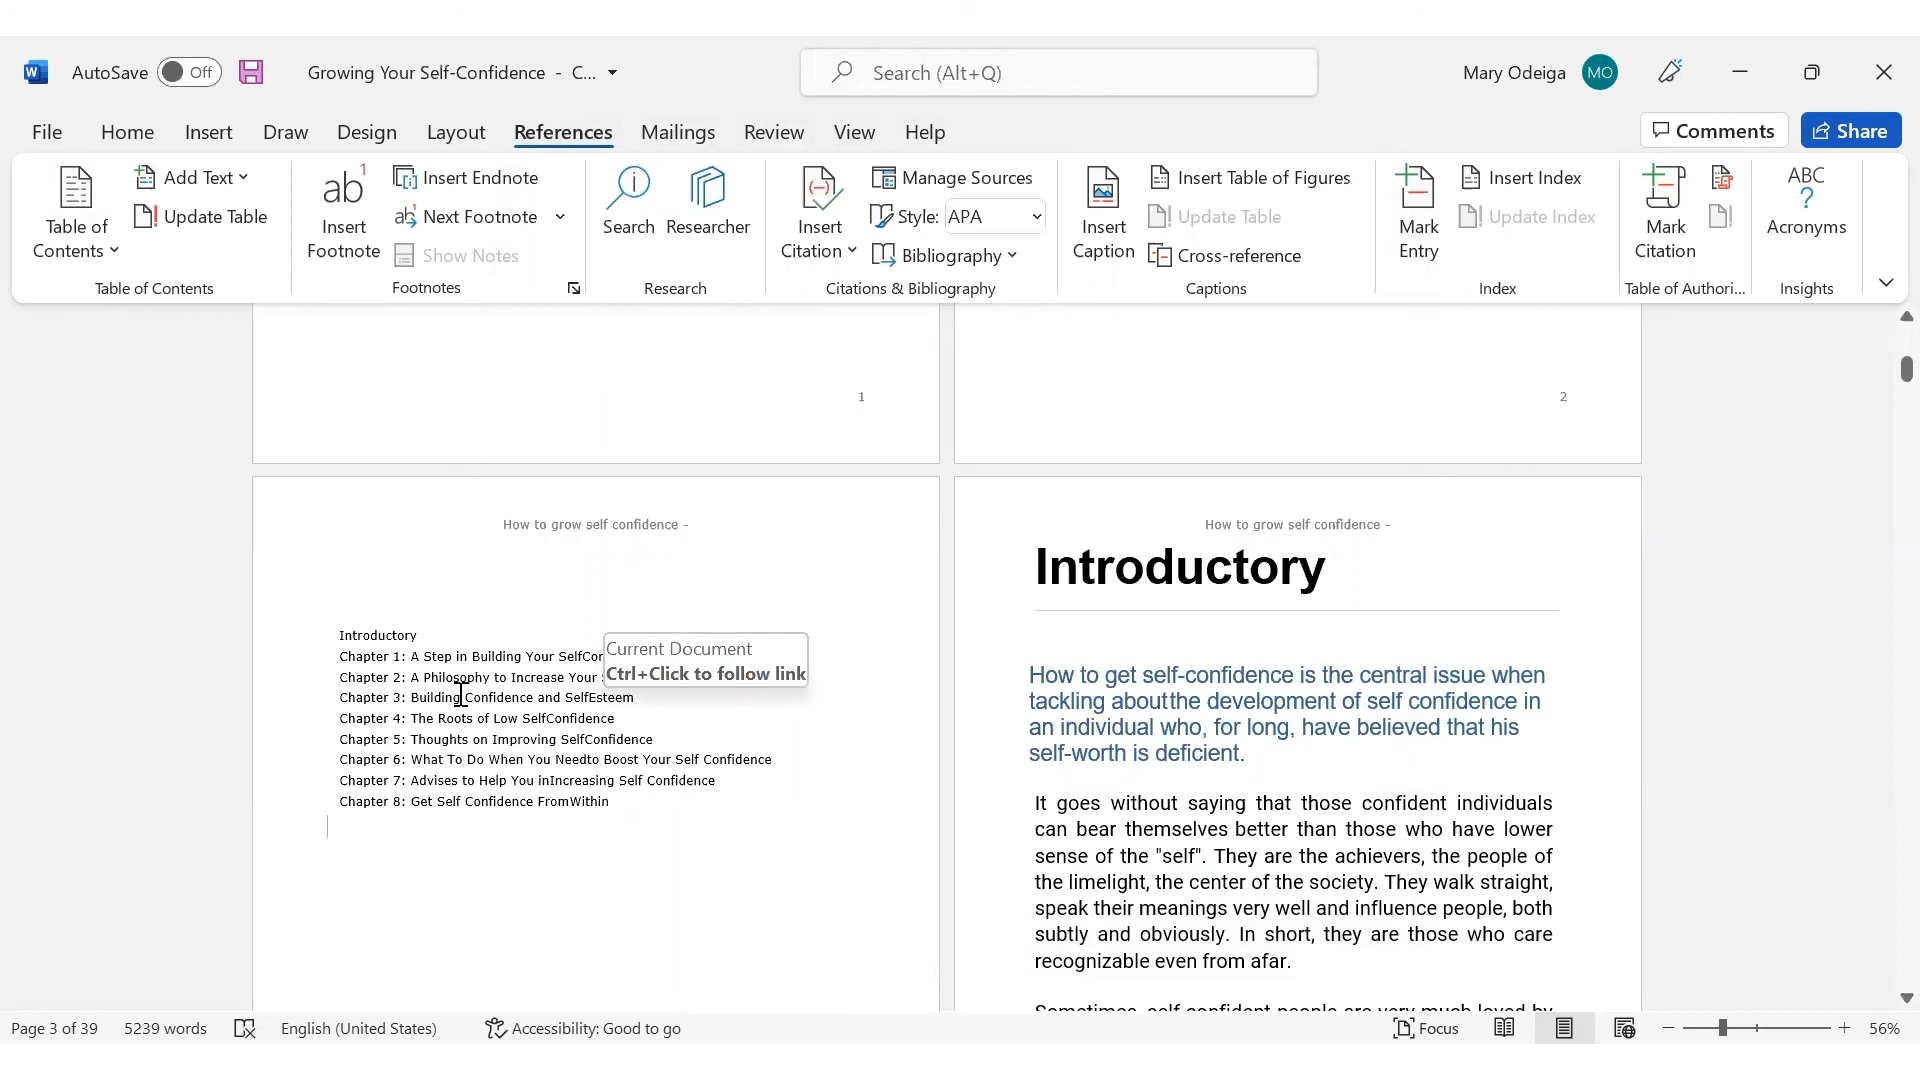 AutoSave Off Growing Your Self-Confidence - C... Search (Alt+Q) Mary Odeiga MO
File Home Insert Draw Design Layout References Mailings Review View Help Comments Share
Table of Contents
Add Text
Update Table
Table of Contents
ab1
Insert Footnote
Insert Endnote
ab Next Footnote
Show Notes
Footnotes
Search
Researcher
Research
Insert Citation
Manage Sources
Style: APA
Bibliography
Citations & Bibliography
Insert Caption
Insert Table of Figures
Update Table
Cross-reference
Captions
Mark Entry
Insert Index
Update Index
Index
Mark Citation
Table of Authori...
ABC
?
Acronyms
Insights
1
2
How to grow self confidence -
Introductory
Chapter 1: A Step in Building Your SelfCor
Chapter 2: A Philosophy to Increase Your
Chapter 3: Building Confidence and SelfEsteem
Chapter 4: The Roots of Low SelfConfidence
Chapter 5: Thoughts on Improving SelfConfidence
Chapter 6: What To Do When You Needto Boost Your Self Confidence
Chapter 7: Advises to Help You inIncreasing Self Confidence
Chapter 8: Get Self Confidence FromWithin
Current Document
Ctrl+Click to follow link
How to grow self confidence -
Introductory
How to get self-confidence is the central issue when
tackling aboutthe development of self confidence in
an individual who, for long, have believed that his
self-worth is deficient.
It goes without saying that those confident individuals
can bear themselves better than those who have lower
sense of the "self". They are the achievers, the people of
the limelight, the center of the society. They walk straight,
speak their meanings very well and influence people, both
subtly and obviously. In short, they are those who care
recognizable even from afar.
Sometimes, self confident people are very much loved by
Page 3 of 39 5239 words English (United States) Accessibility: Good to go Focus 56%